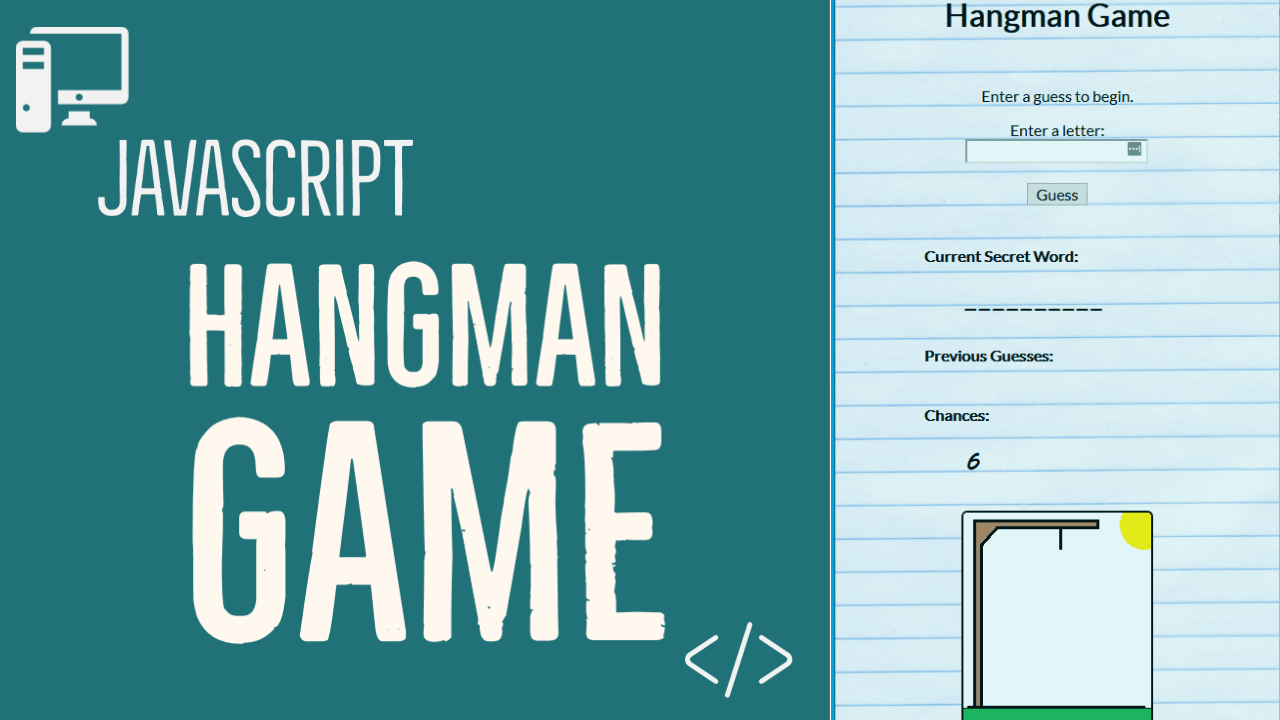 JAVASCRIPT
HANGMAN
GAME
</>
Hangman Game
Enter a guess to begin.
Enter a letter:
Guess
Current Secret Word:
__________
Previous Guesses:
Chances:
6